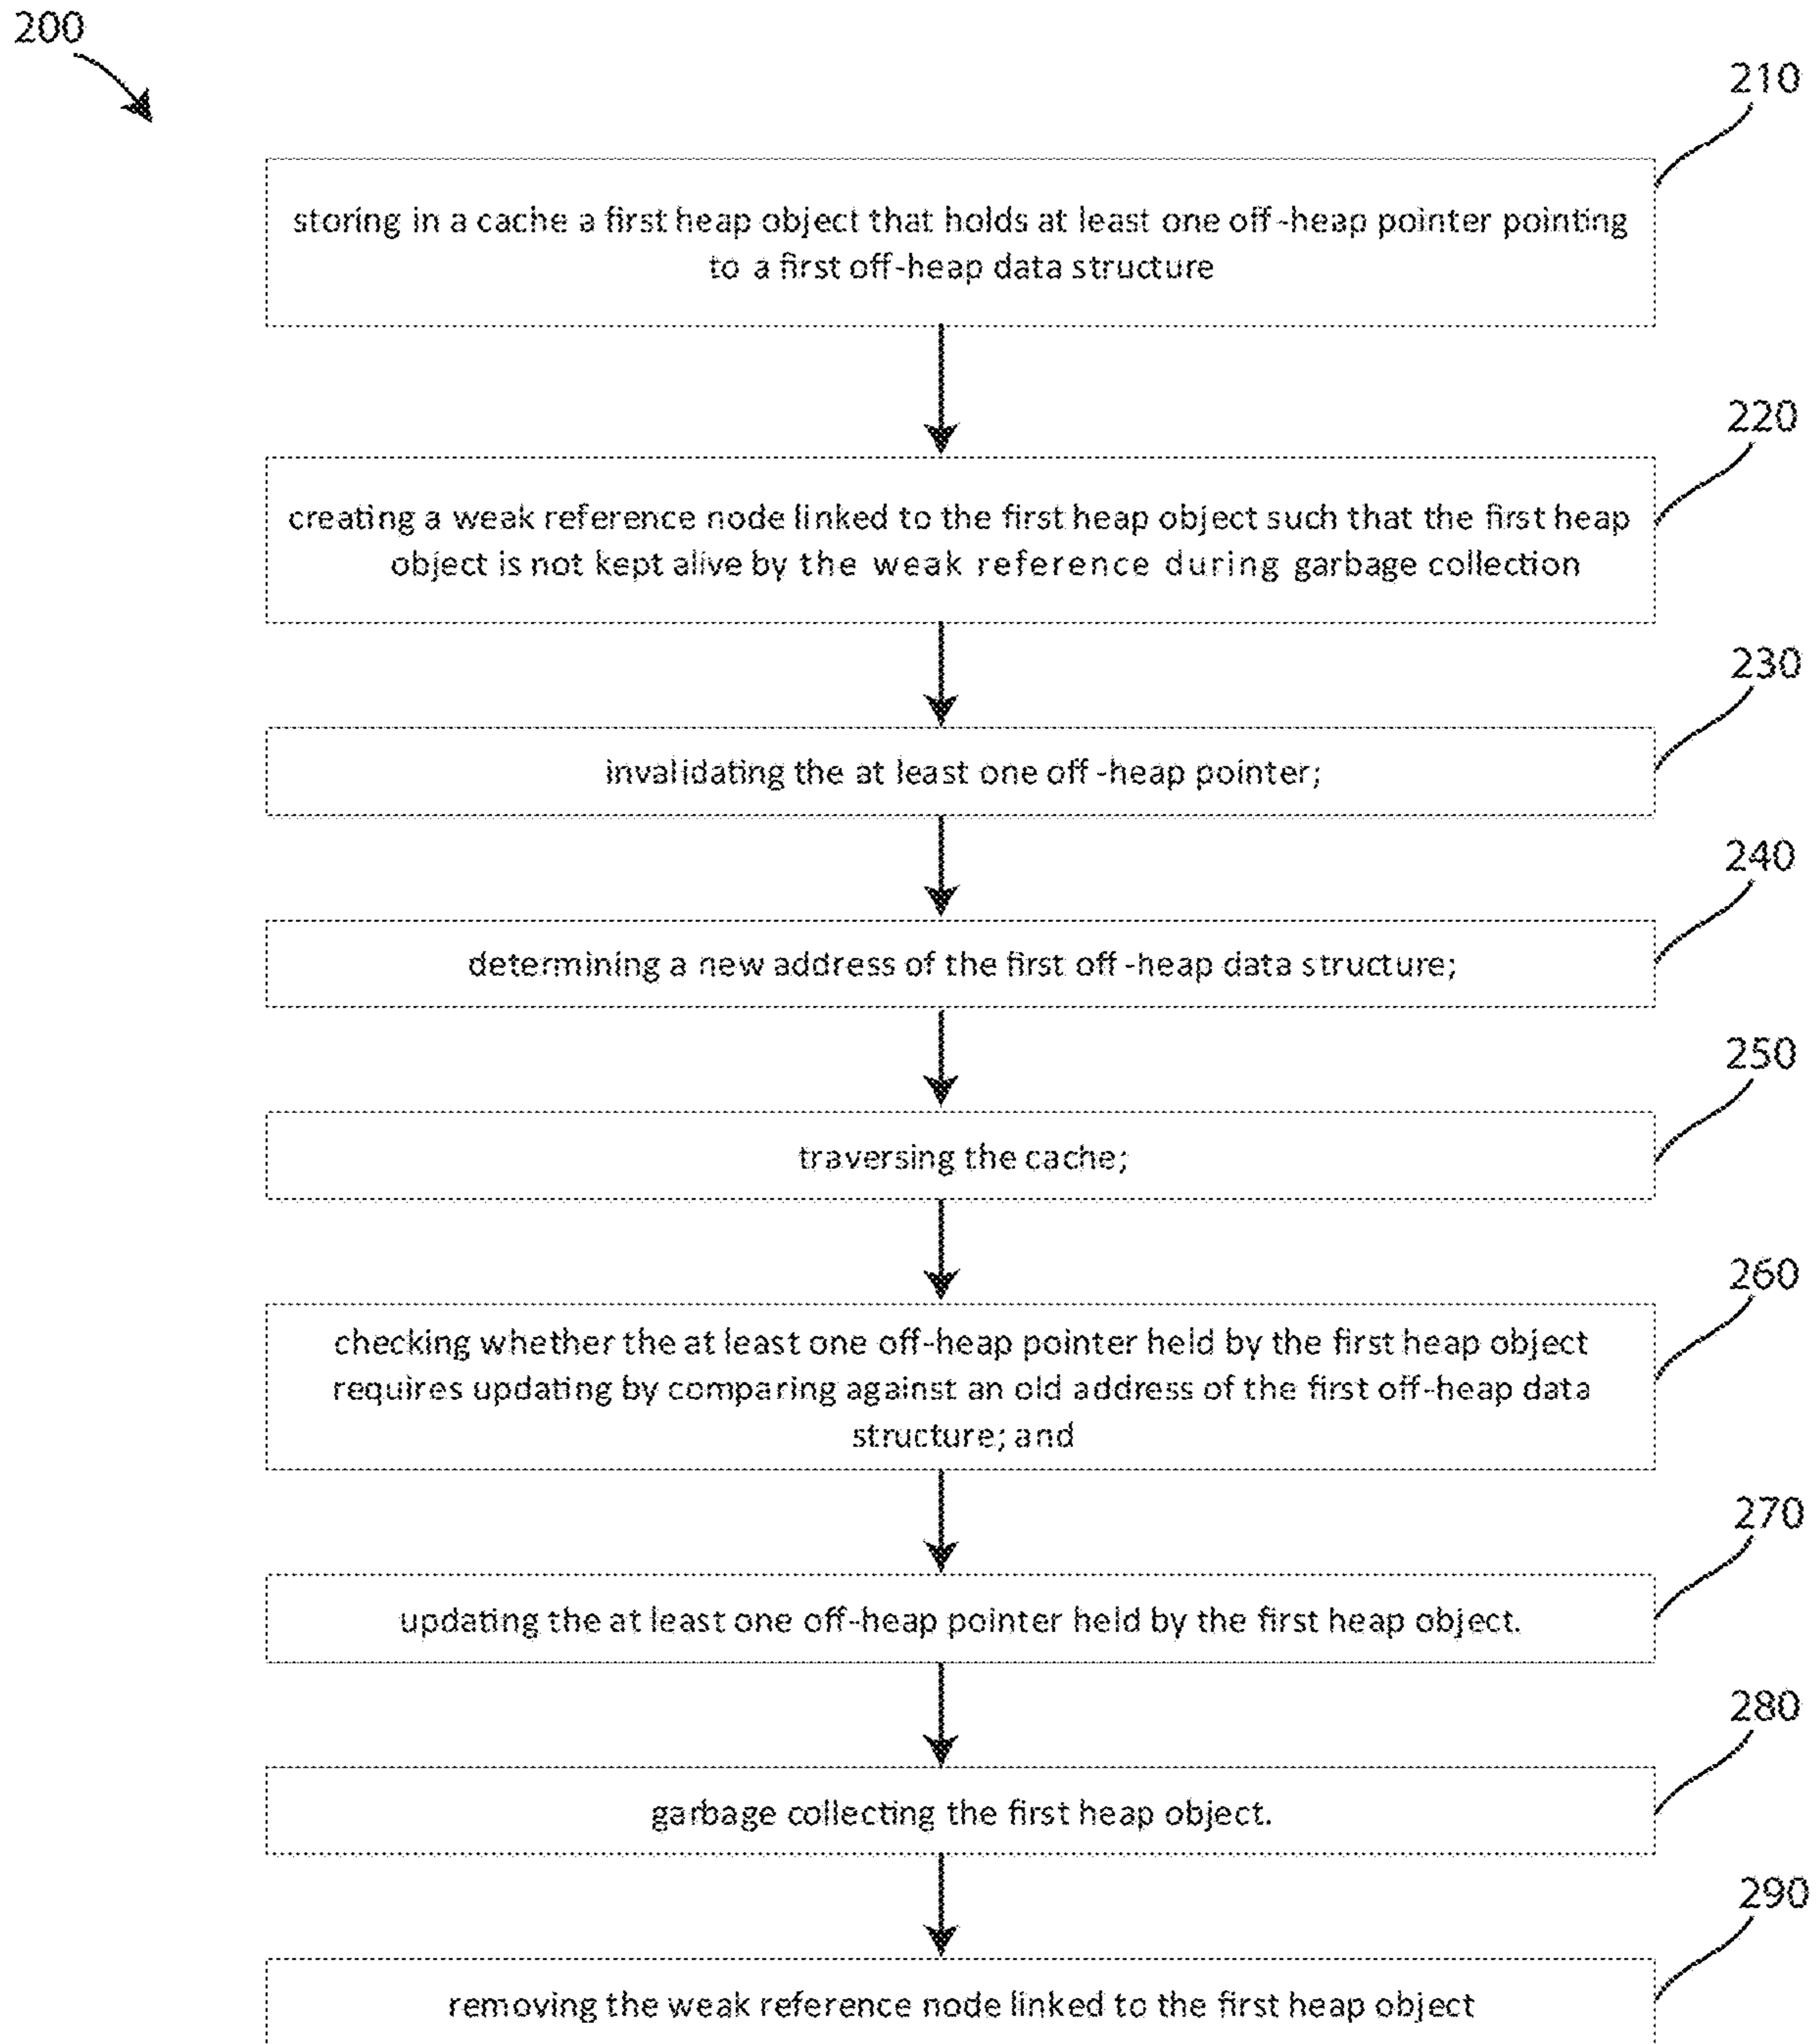 200
210
storing in a cache a first heap object that holds at least one off-heap pointer pointing
to a first off-heap data structure
220
creating a weak reference node linked to the first heap object such that the first heap
object is not kept alive by the weak reference during garbage collection
230
invalidating the at least one off-heap pointer;
240
determining a new address of the first off-heap data structure;
250
traversing the cache;
260
checking whether the at least one off-heap pointer held by the first heap object
requires updating by comparing against an old address of the first off-heap data
structure; and
270
updating the at least one off-heap pointer held by the first heap object.
280
garbage collecting the first heap object.
290
removing the weak reference node linked to the first heap object